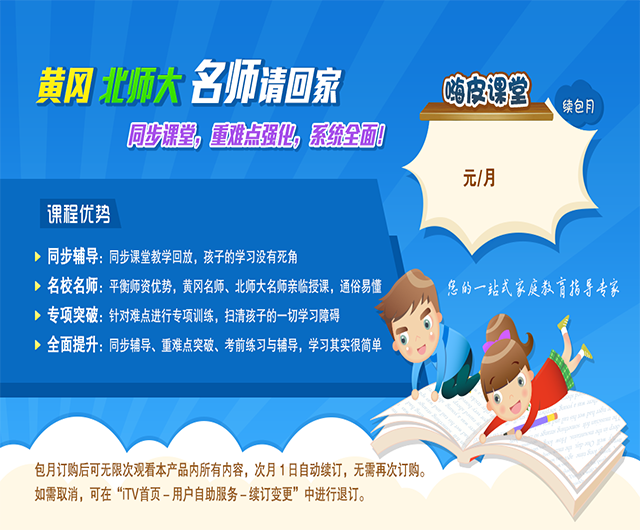 黄冈 北师大 名师请回家
同步课堂，重难点强化，系统全面！
嗨皮课堂
续包月
元/月
课程优势
同步辅导：同步课堂教学回放，孩子的学习没有死角
名校名师：平衡师资优势，黄冈名师、北师大名师亲临授课，通俗易懂
专项突破：针对难点进行专项训练，扫清孩子的一切学习障碍
全面提升：同步辅导、重难点突破、考前练习与辅导，学习其实很简单
您的一站式家庭教育指导专家
包月订购后可无限次观看本产品内所有内容，次月1日自动续订，无需再次订购。
如需取消，可在“iTV首页－用户自助服务－续订变更”中进行退订。